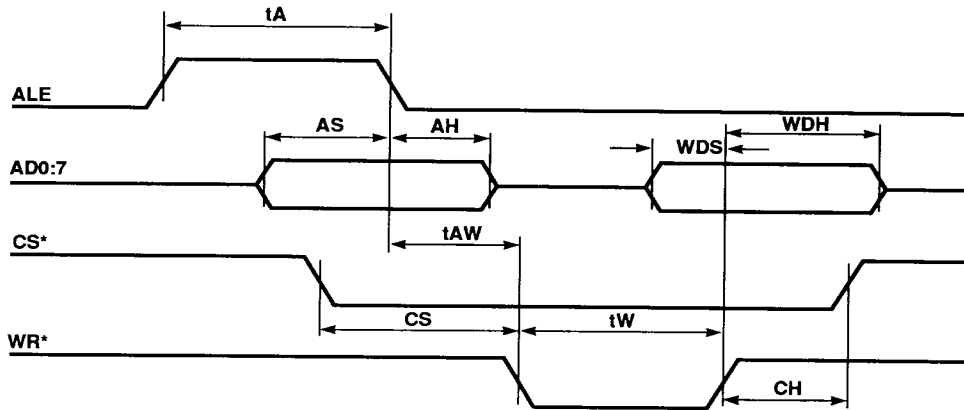 tA
ALE
AS AH WDS WDH
AD0:7
tAW
CS*
CS tW
WR*
CH